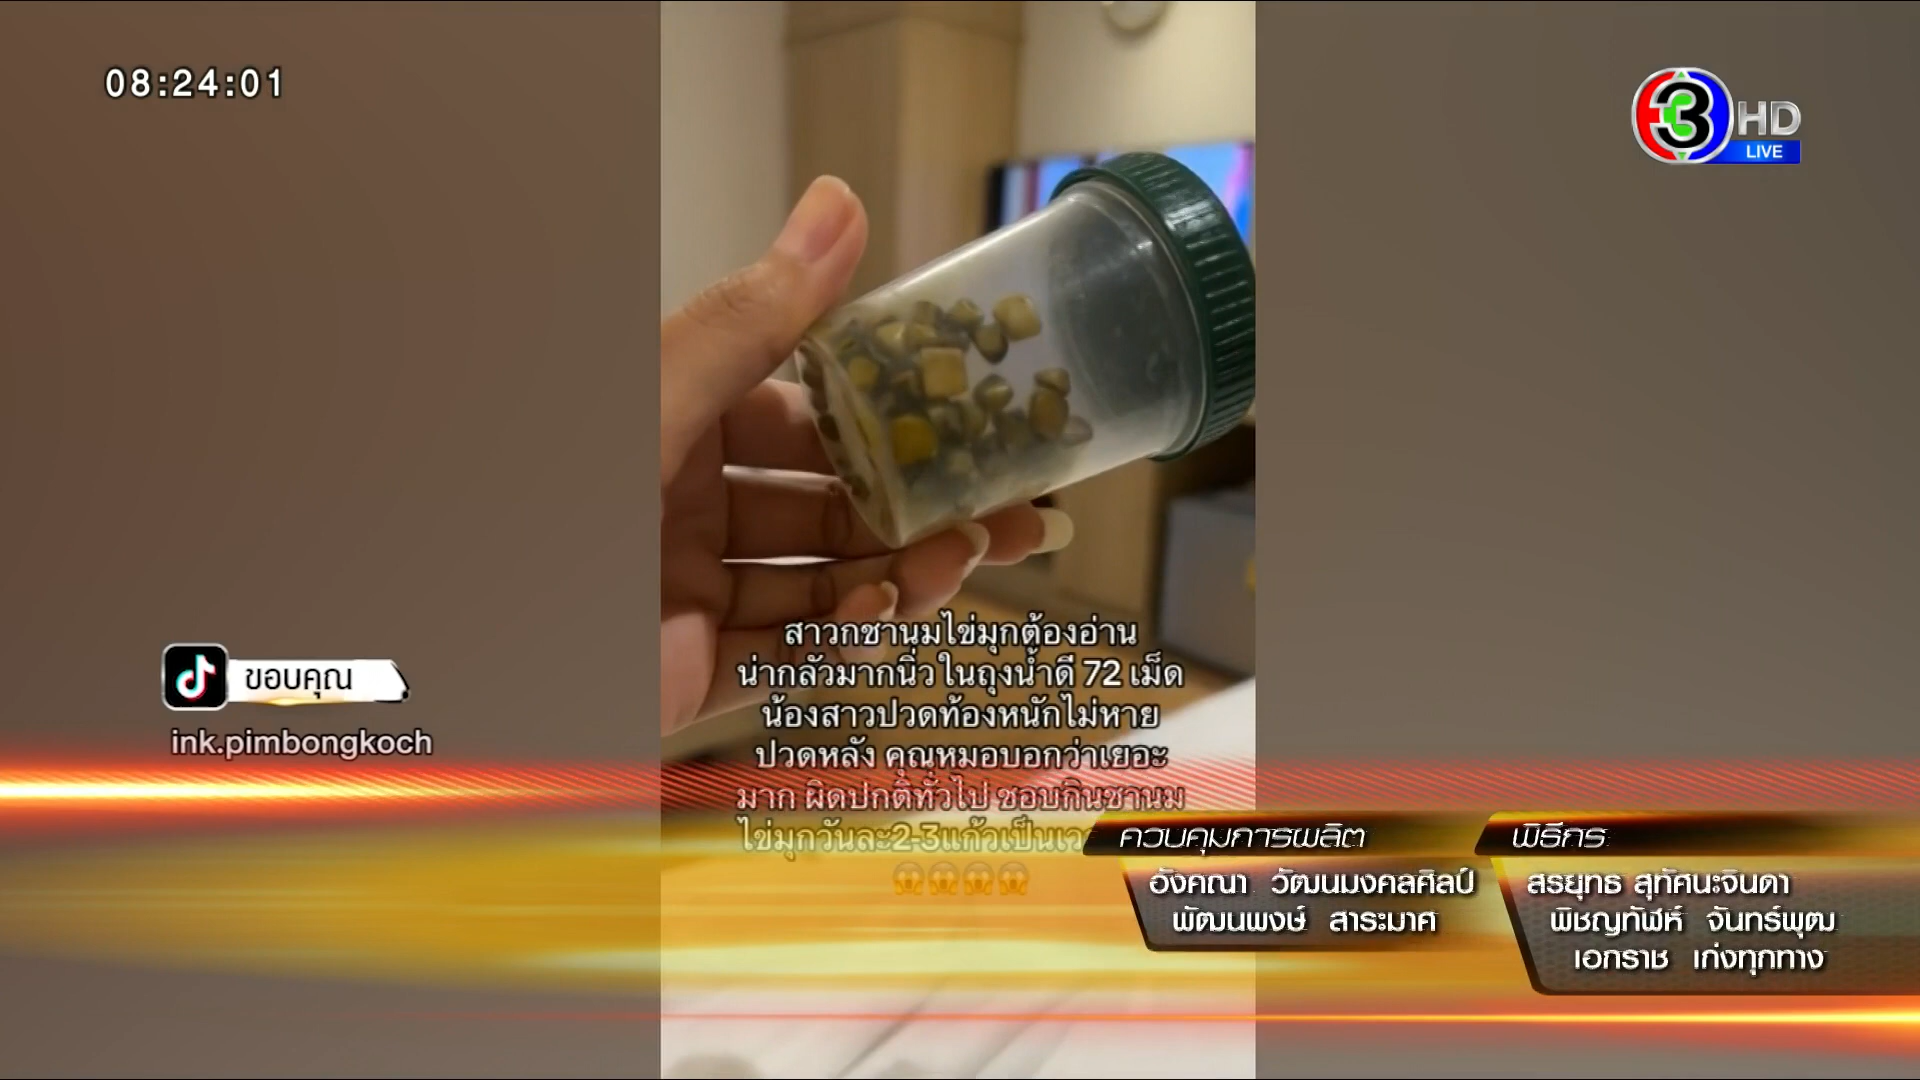 08:24:01
3 HD
LIVE
สาวกชานมไข่มุกต้องอ่าน
น่ากลัวมากนิ่วในถุงน้ำดี 72 เม็ด
น้องสาวปวดท้องหนักไม่หาย
ปวดหลัง คุณหมอบอกว่าเยอะ
มาก ผิดปกติทั่วไป ชอบกินชานม
ไข่มุกวันละ2-3แก้วเป็นเว
ขอบคุณ
ink.pimbongkoch
ควบคุมการผลิต
อังคณา วัฒนมงคลศิลป์
พัฒนพงษ์ สาระมาศ
พิธีกร
สรยุทธ สุทัศนะจินดา
พิชญทัฬห์ จันทร์พุฒ
เอกราช เก่งทุกทาง